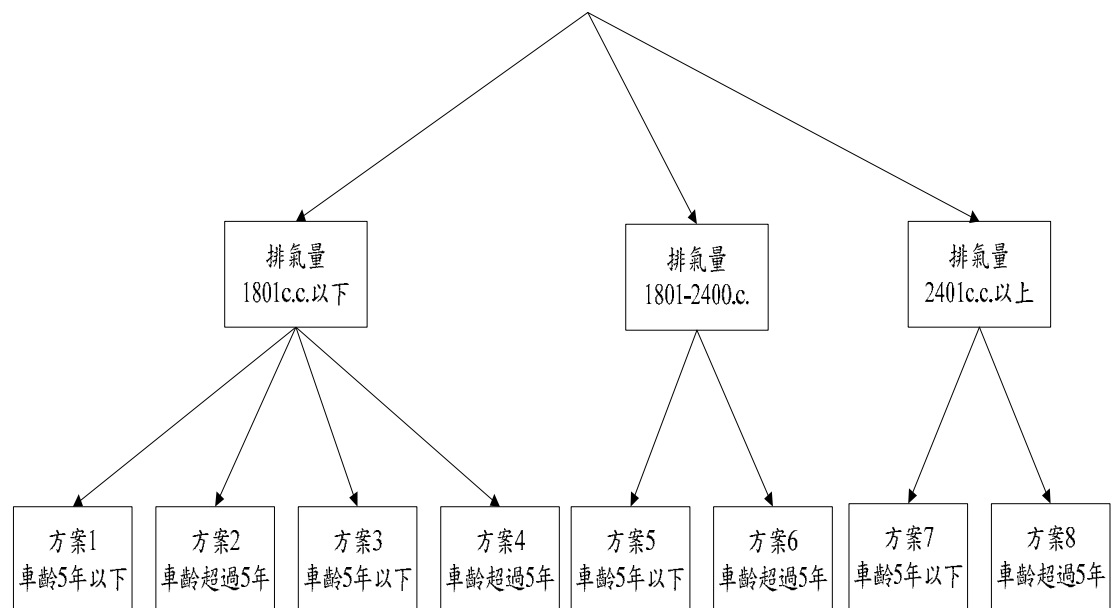 排氣量
1801c.c.以下
排氣量
1801-2400.c.
排氣量
2401c.c.以上
方案1
車齡5年以下
方案2
車齡超過5年
方案3
車齡5年以下
方案4
車齡超過5年
方案5
車齡5年以下
方案6
車齡超過5年
方案7
車齡5年以下
方案8
車齡超過5年